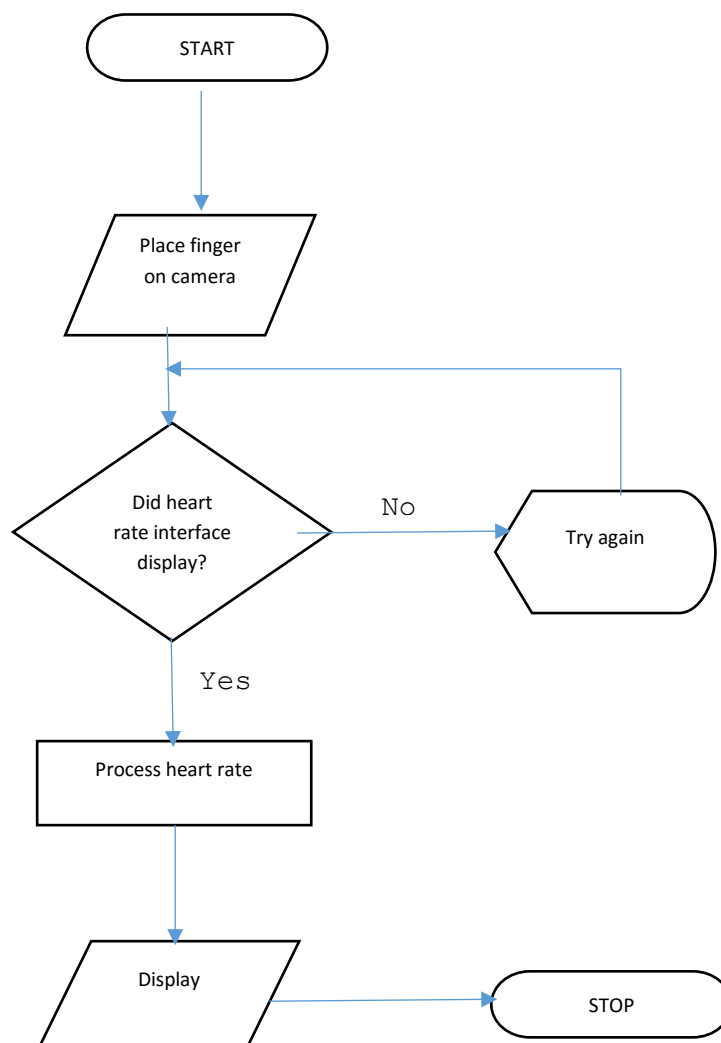 START
Place finger
on camera
Did heart
rate interface
display?
No
Try again
Yes
Process heart rate
Display
STOP